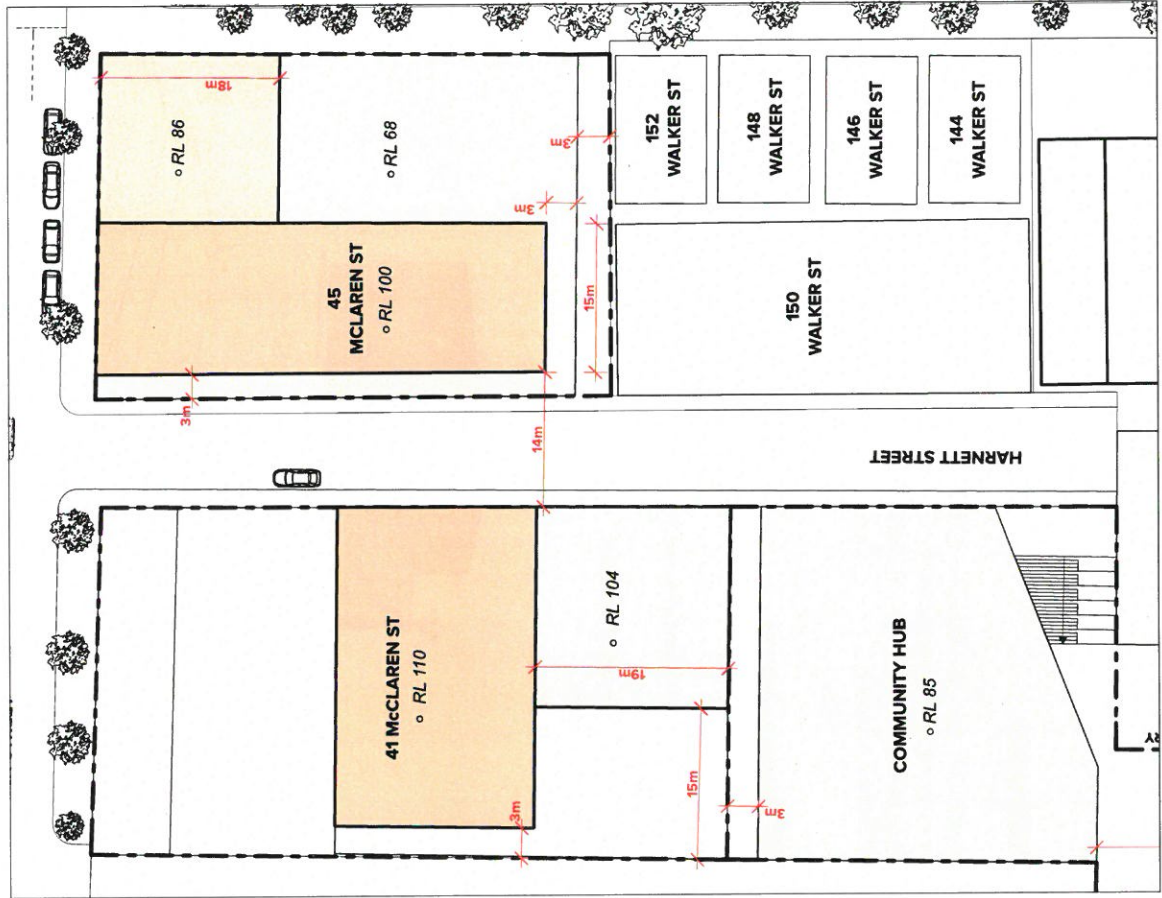 18m
RL 86
RL 68
3m
3m
152
WALKER ST
148
WALKER ST
146
WALKER ST
144
WALKER ST
45
MCLAREN ST
RL 100
15m
150
WALKER ST
3m
14m
HARNETT STREET
41 McCLAREN ST
RL 110
RL 104
19m
3m
15m
3m
COMMUNITY HUB
RL 85